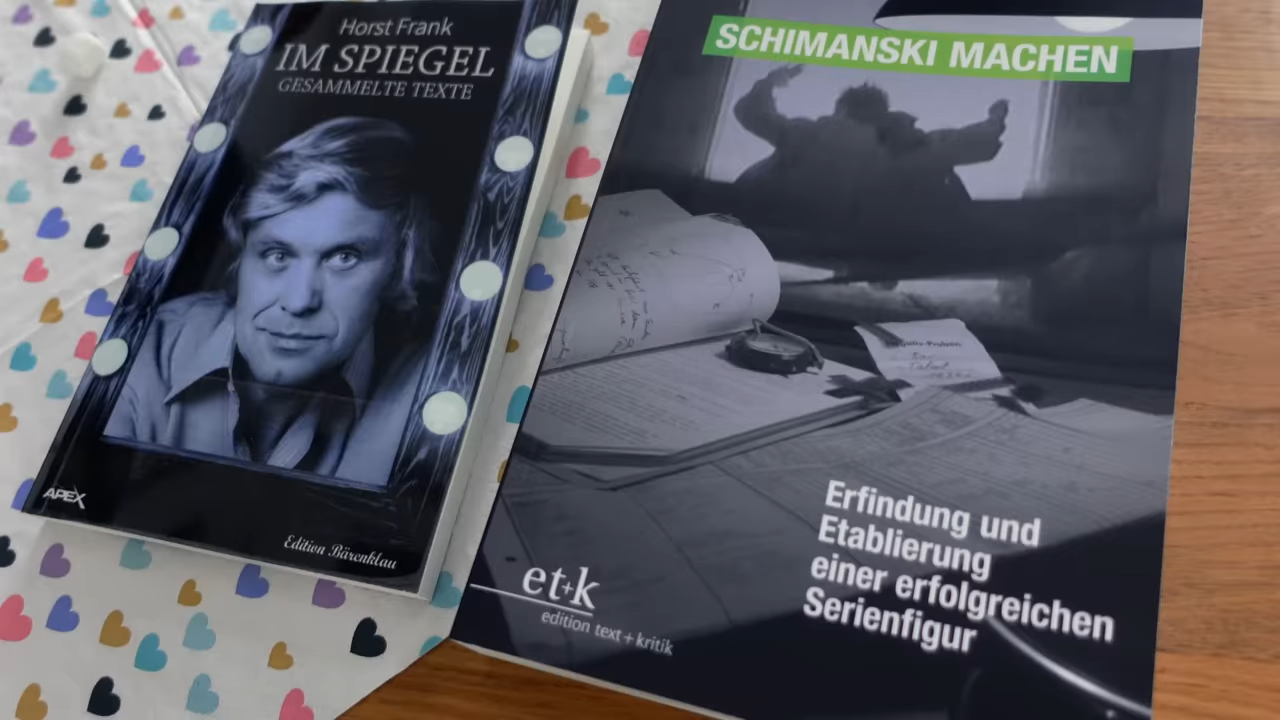 Horst Frank
IM SPIEGEL
GESAMMELTE TEXTE
APEX
Edition Bärenklau
SCHIMANSKI MACHEN
Erfindung und
Etablierung
einer erfolgreichen
Serienfigur
et+k
edition text + kritik